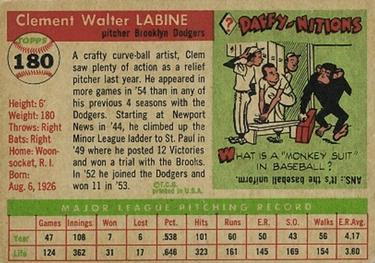 Clement Walter LABINE
pitcher Brooklyn Dodgers
TOPPS
180
Height: 6'
Weight: 180
Throws: Right
Bats: Right
Home: Woon-
socket, R. I.
Born:
Aug. 6, 1926
A crafty curve-ball artist, Clem
saw plenty of action as a relief
pitcher last year. He appeared in
more games in '54 than in any of
his previous 4 seasons with the
Dodgers. Starting at Newport
News in '44, he climbed up the
Minor League ladder to St. Paul in
'49 where he posted 12 Victories
and won a trial with the Brooks.
In '52 he joined the Dodgers and
won 11 in '53.
© T.C.G.
PRINTED IN U.S.A.
?
DAFFY-NITIONS
WHAT IS A "MONKEY SUIT"
IN BASEBALL?
ANS.: It's the baseball uniform.
MAJOR LEAGUE PITCHING RECORD
Games Innings Won Lost Pct. Hits Runs E.R. S.O. Walks E.R.Avg.
Year 47 108 7 6 .538 101 60 50 43 56 4.17
Life 124 362 31 17 .646 323 161 145 169 154 3.60